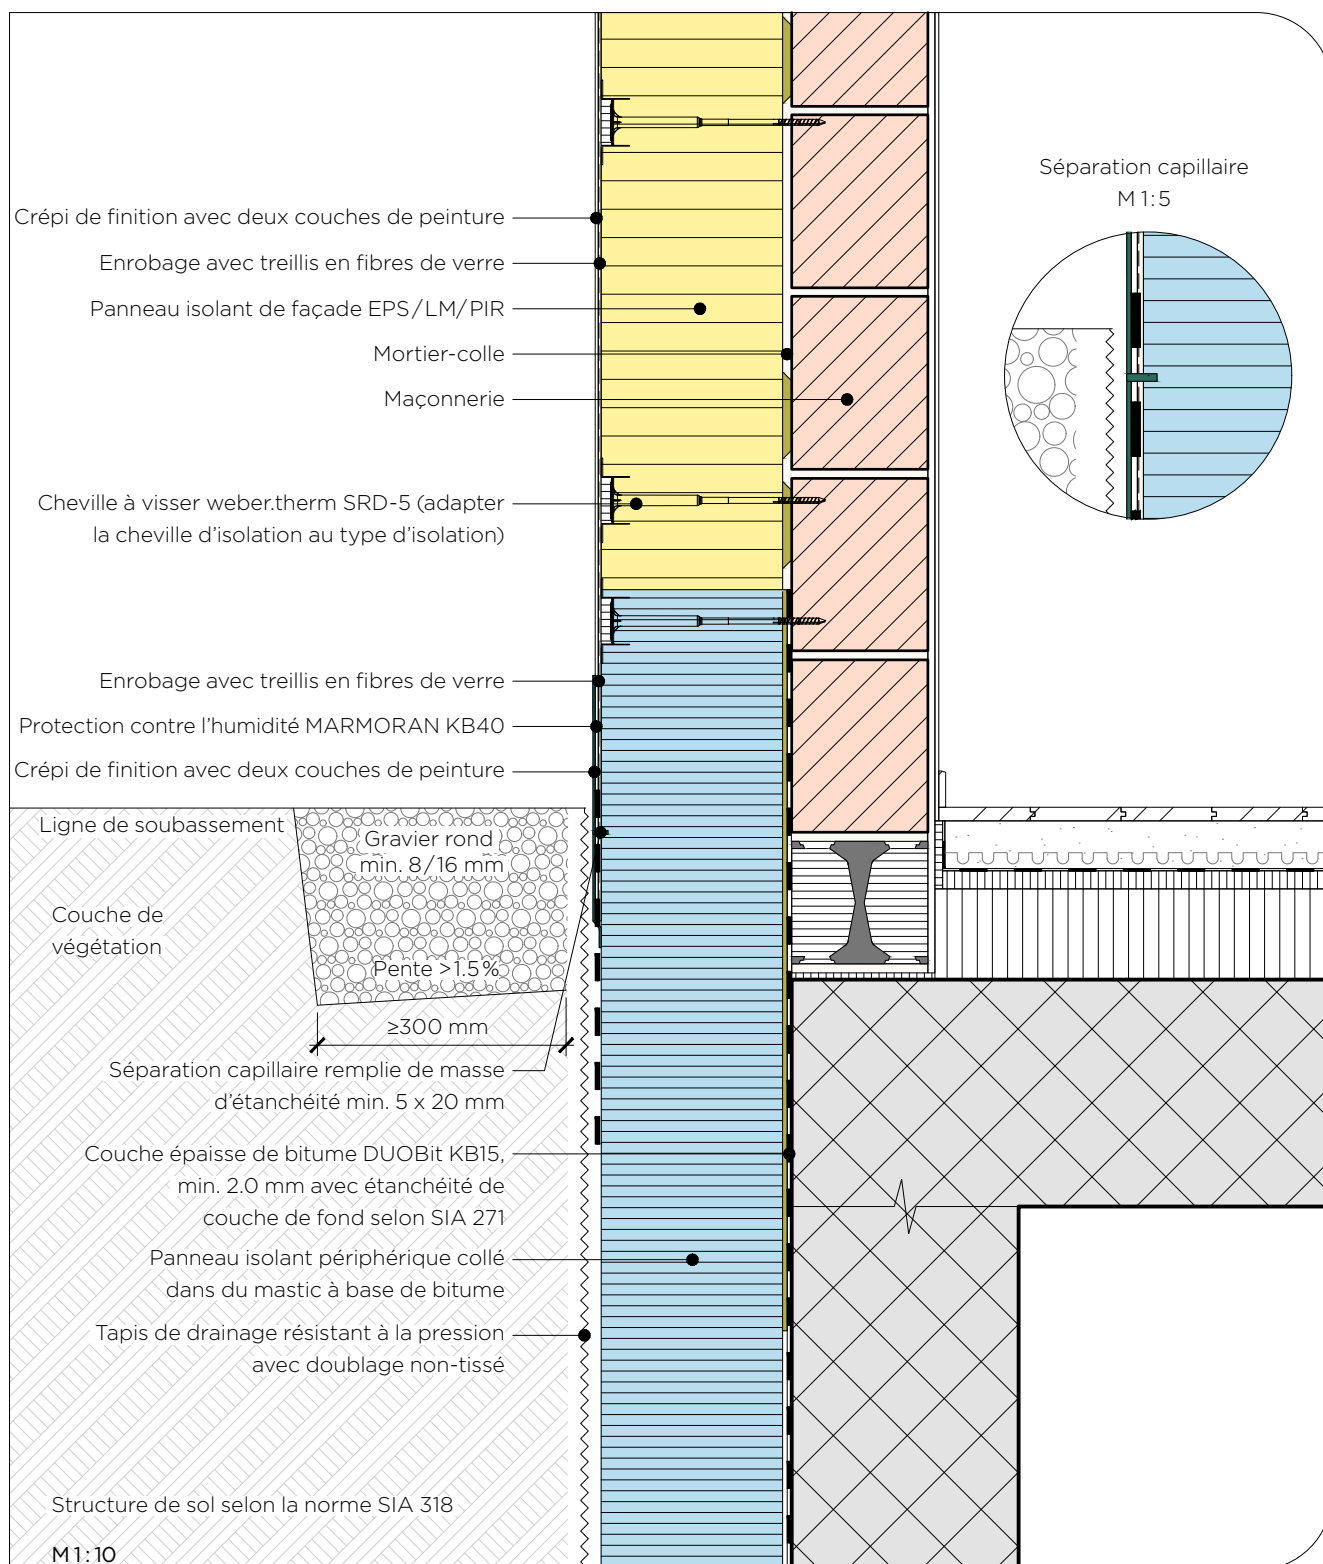 Séparation capillaire
M 1:5
Crépi de finition avec deux couches de peinture
Enrobage avec treillis en fibres de verre
Panneau isolant de façade EPS/LM/PIR
Mortier-colle
Maçonnerie
Cheville à visser weber.therm SRD-5 (adapter
la cheville d'isolation au type d'isolation)
Enrobage avec treillis en fibres de verre
Protection contre l'humidité MARMORAN KB40
Crépi de finition avec deux couches de peinture
Ligne de soubassement
Gravier rond
min. 8/16 mm
Couche de
végétation
Pente >1.5%
≥300 mm
Séparation capillaire remplie de masse
d'étanchéité min. 5 x 20 mm
Couche épaisse de bitume DUOBit KB15,
min. 2.0 mm avec étanchéité de
couche de fond selon SIA 271
Panneau isolant périphérique collé
dans du mastic à base de bitume
Tapis de drainage résistant à la pression
avec doublage non-tissé
Structure de sol selon la norme SIA 318
M 1:10